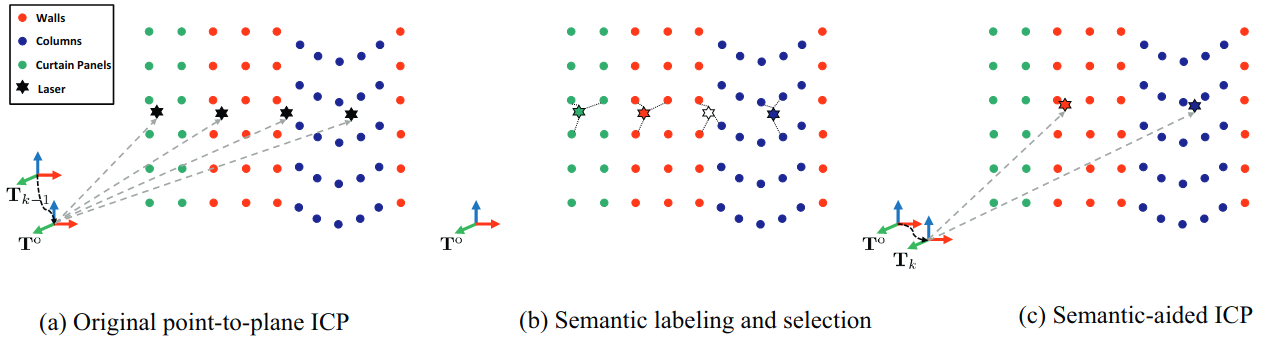 Walls
Columns
Curtain Panels
Laser
T_{k-1}
T^o
T^o
T^o
T_k
(a) Original point-to-plane ICP
(b) Semantic labeling and selection
(c) Semantic-aided ICP